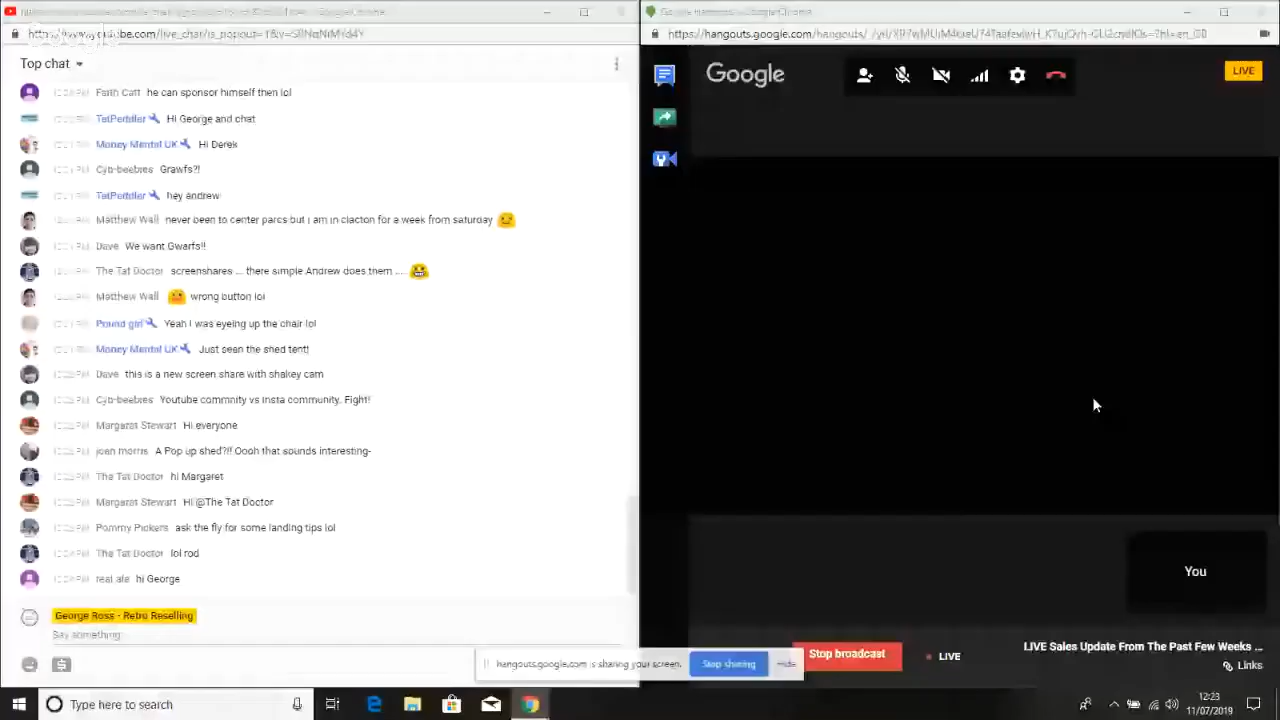 Top chat
Faith Catt he can sponsor himself then lol
TatPeddler Hi George and chat
Money Mental UK Hi Derek
Cyn-beebres Grawfs?!
TatPeddler hey andrew
Matthew Wall never been to center parcs but i am in clacton for a week from saturday
Dave We want Gwarfs!!
The Tat Doctor screenshares ... there simple Andrew does them ....
Matthew Wall wrong button lol
Pound girl Yeah I was eyeing up the chair lol
Money Mental UK Just seen the shed tent!
Dave this is a new screen share with shakey cam
Cyn-beebres Youtube commnity vs insta community. Fight!
Margaret Stewart Hi everyone
joan morris A Pop up shed?!! Oooh that sounds interesting-
The Tat Doctor hi Margaret
Margaret Stewart Hi @The Tat Doctor
Pommy Pickers ask the fly for some landing tips lol
The Tat Doctor lol rod
real ale hi George
George Ross - Retro Reselling
Say something
hangouts.google.com is sharing your screen.
Stop sharing
Hide
Google
LIVE
You
Stop broadcast
LIVE
LIVE Sales Update From The Past Few Weeks ...
Links
Type here to search
12:23
11/07/2019